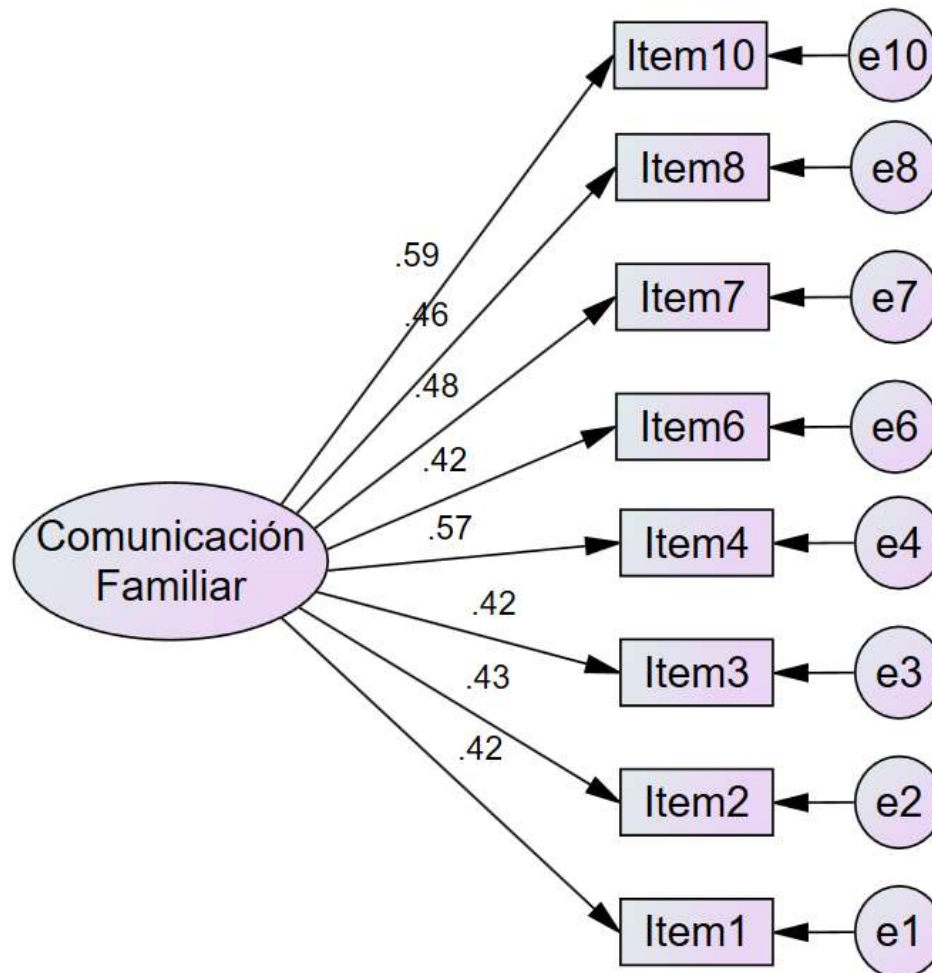 Item10
e10
Item8
e8
.59
.46
Item7
e7
.48
Item6
e6
.42
.57
Comunicación
Familiar
Item4
e4
.42
Item3
e3
.43
.42
Item2
e2
Item1
e1